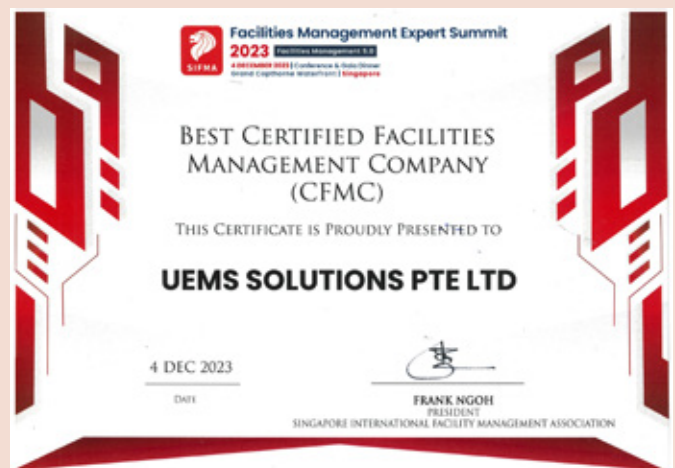 SIFMA
Facilities Management Expert Summit
2023 Facilities Management 5.0
4 DECEMBER 2023 | Conference & Gala Dinner
Grand Copthorne Waterfront | Singapore
BEST CERTIFIED FACILITIES
MANAGEMENT COMPANY
(CFMC)
THIS CERTIFICATE IS PROUDLY PRESENTED TO
UEMS SOLUTIONS PTE LTD
4 DEC 2023
DATE
FRANK NGOH
PRESIDENT
SINGAPORE INTERNATIONAL FACILITY MANAGEMENT ASSOCIATION